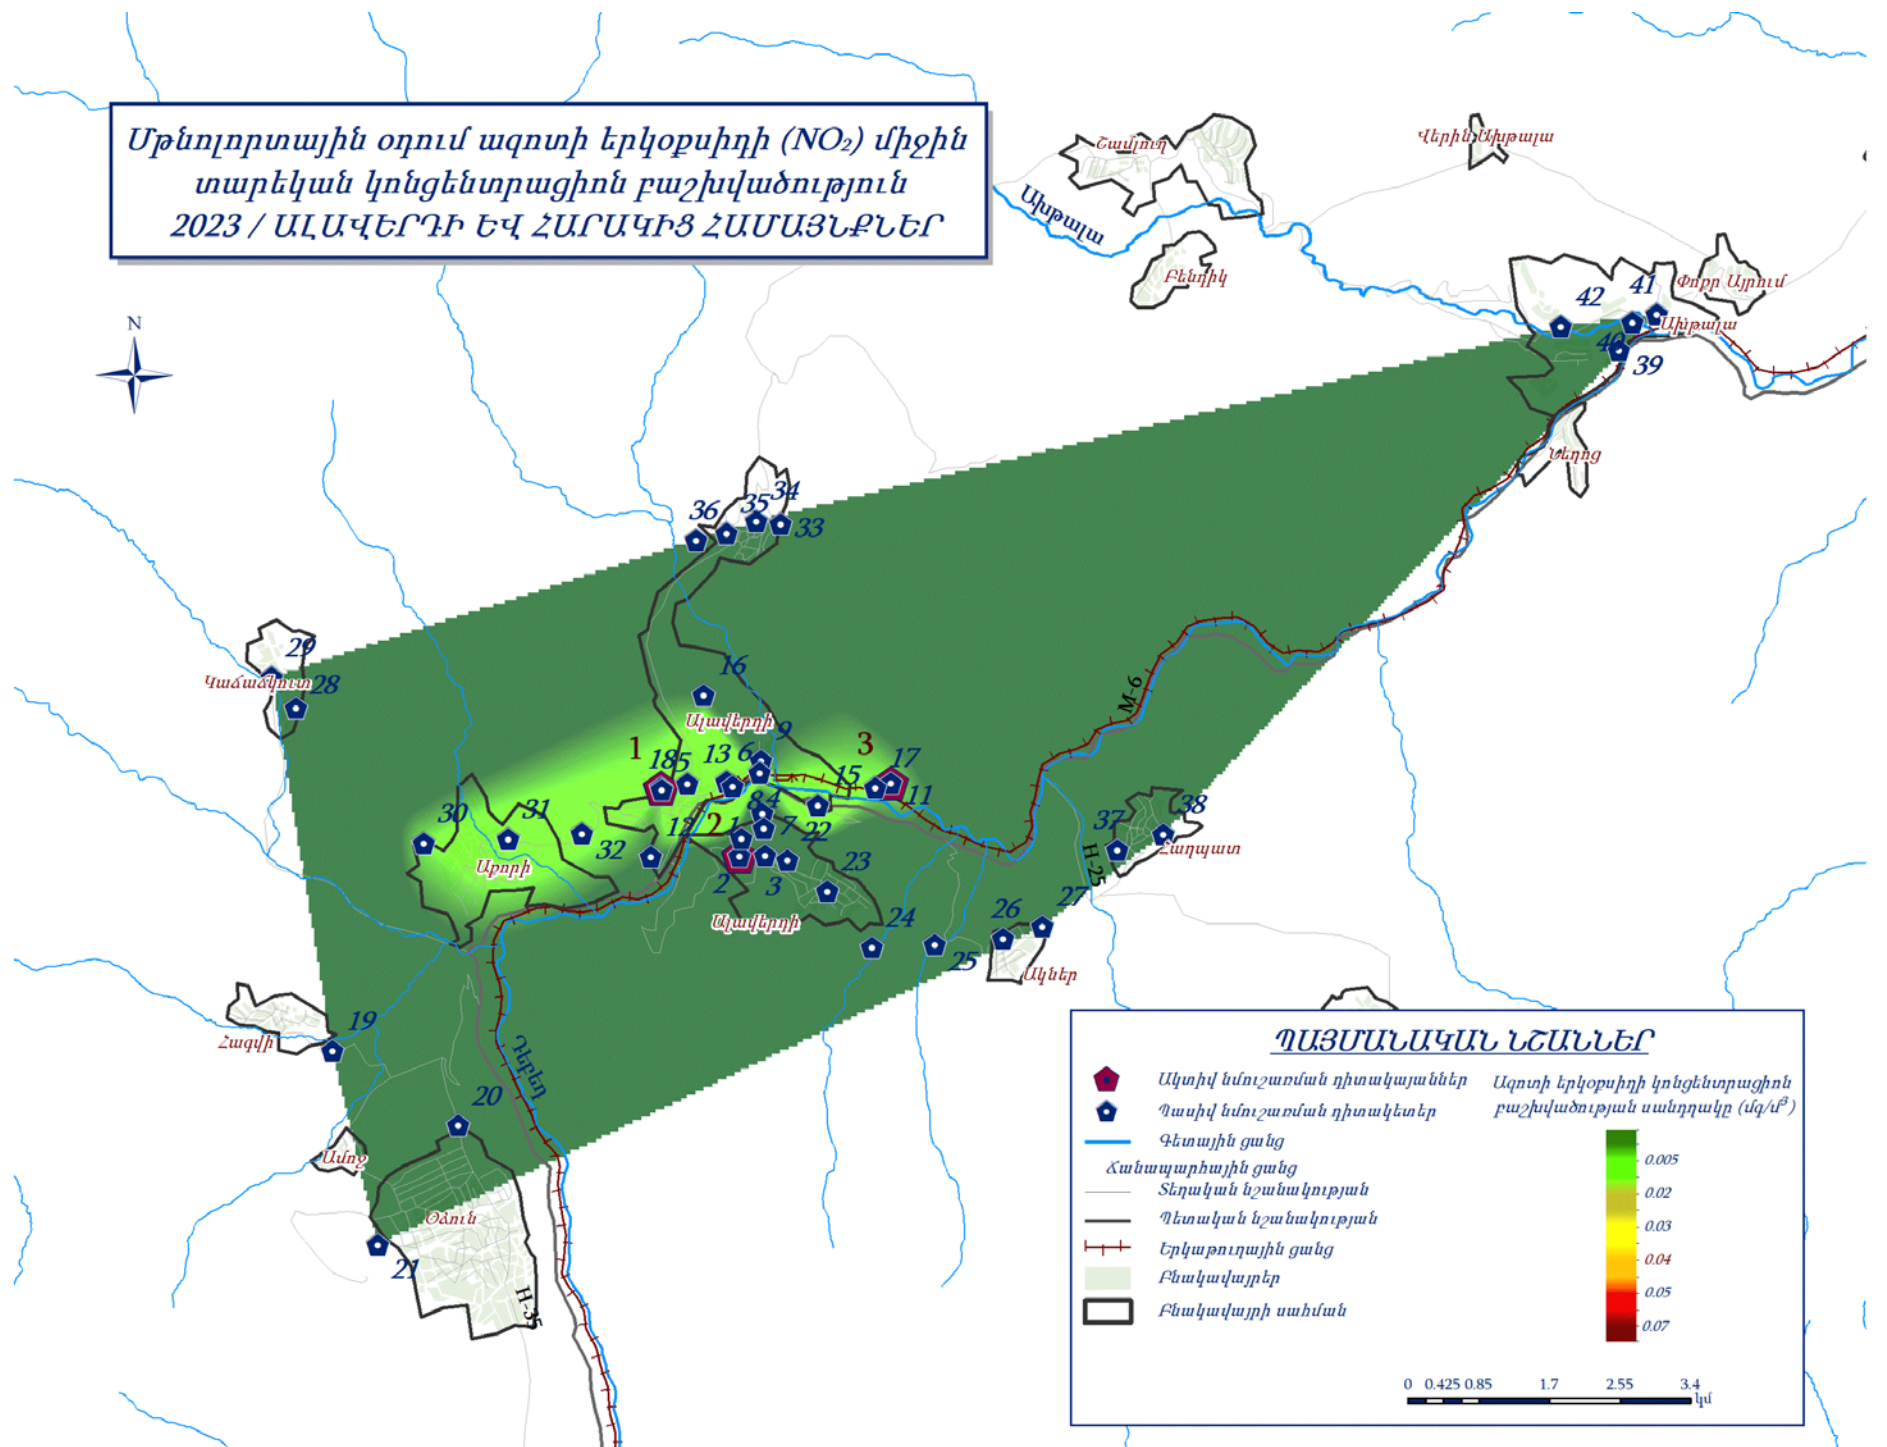 Մթնոլորտային օդում ազոտի երկօքսիդի (NO₂) միջին
տարեկան կոնցենտրացիոն բաշխվածություն
2023 / ԱԼԱՎԵՐԴԻ ԵՎ ՀԱՐԱԿԻՑ ՀԱՄԱՅՆՔՆԵՐ
Շամլուղ
Վերին Ախթալա
Ախթալա
Բենդիկ
Փոքր Այրում
42
41
Ախթալա
40
39
N
Ներոց
34
35
36
33
29
Կաճաճկուտ
28
16
Ալավերդի
9
M-6
1
18
5
13
6
3
17
15
11
8
4
30
31
32
12
2
1
7
22
37
38
Հաղպատ
H-25
Աքորի
2
3
23
Ալավերդի
24
26
27
25
Ակներ
19
Հագվի
Դեբեդ
20
Ամոջ
Օձուն
21
H-35
ՊԱՅՄԱՆԱԿԱՆ ՆՇԱՆՆԵՐ
Ակտիվ նմուշառման դիտակայաններ
Պասիվ նմուշառման դիտակետեր
Գետային ցանց
Ճանապարհային ցանց
Տեղական նշանակության
Պետական նշանակության
Երկաթուղային ցանց
Բնակավայրեր
Բնակավայրի սահման
Ազոտի երկօքսիդի կոնցենտրացիոն
բաշխվածության սանդղակը (մգ/մ³)
0.005
0.02
0.03
0.04
0.05
0.07
0 0.425 0.85 1.7 2.55 3.4
կմ